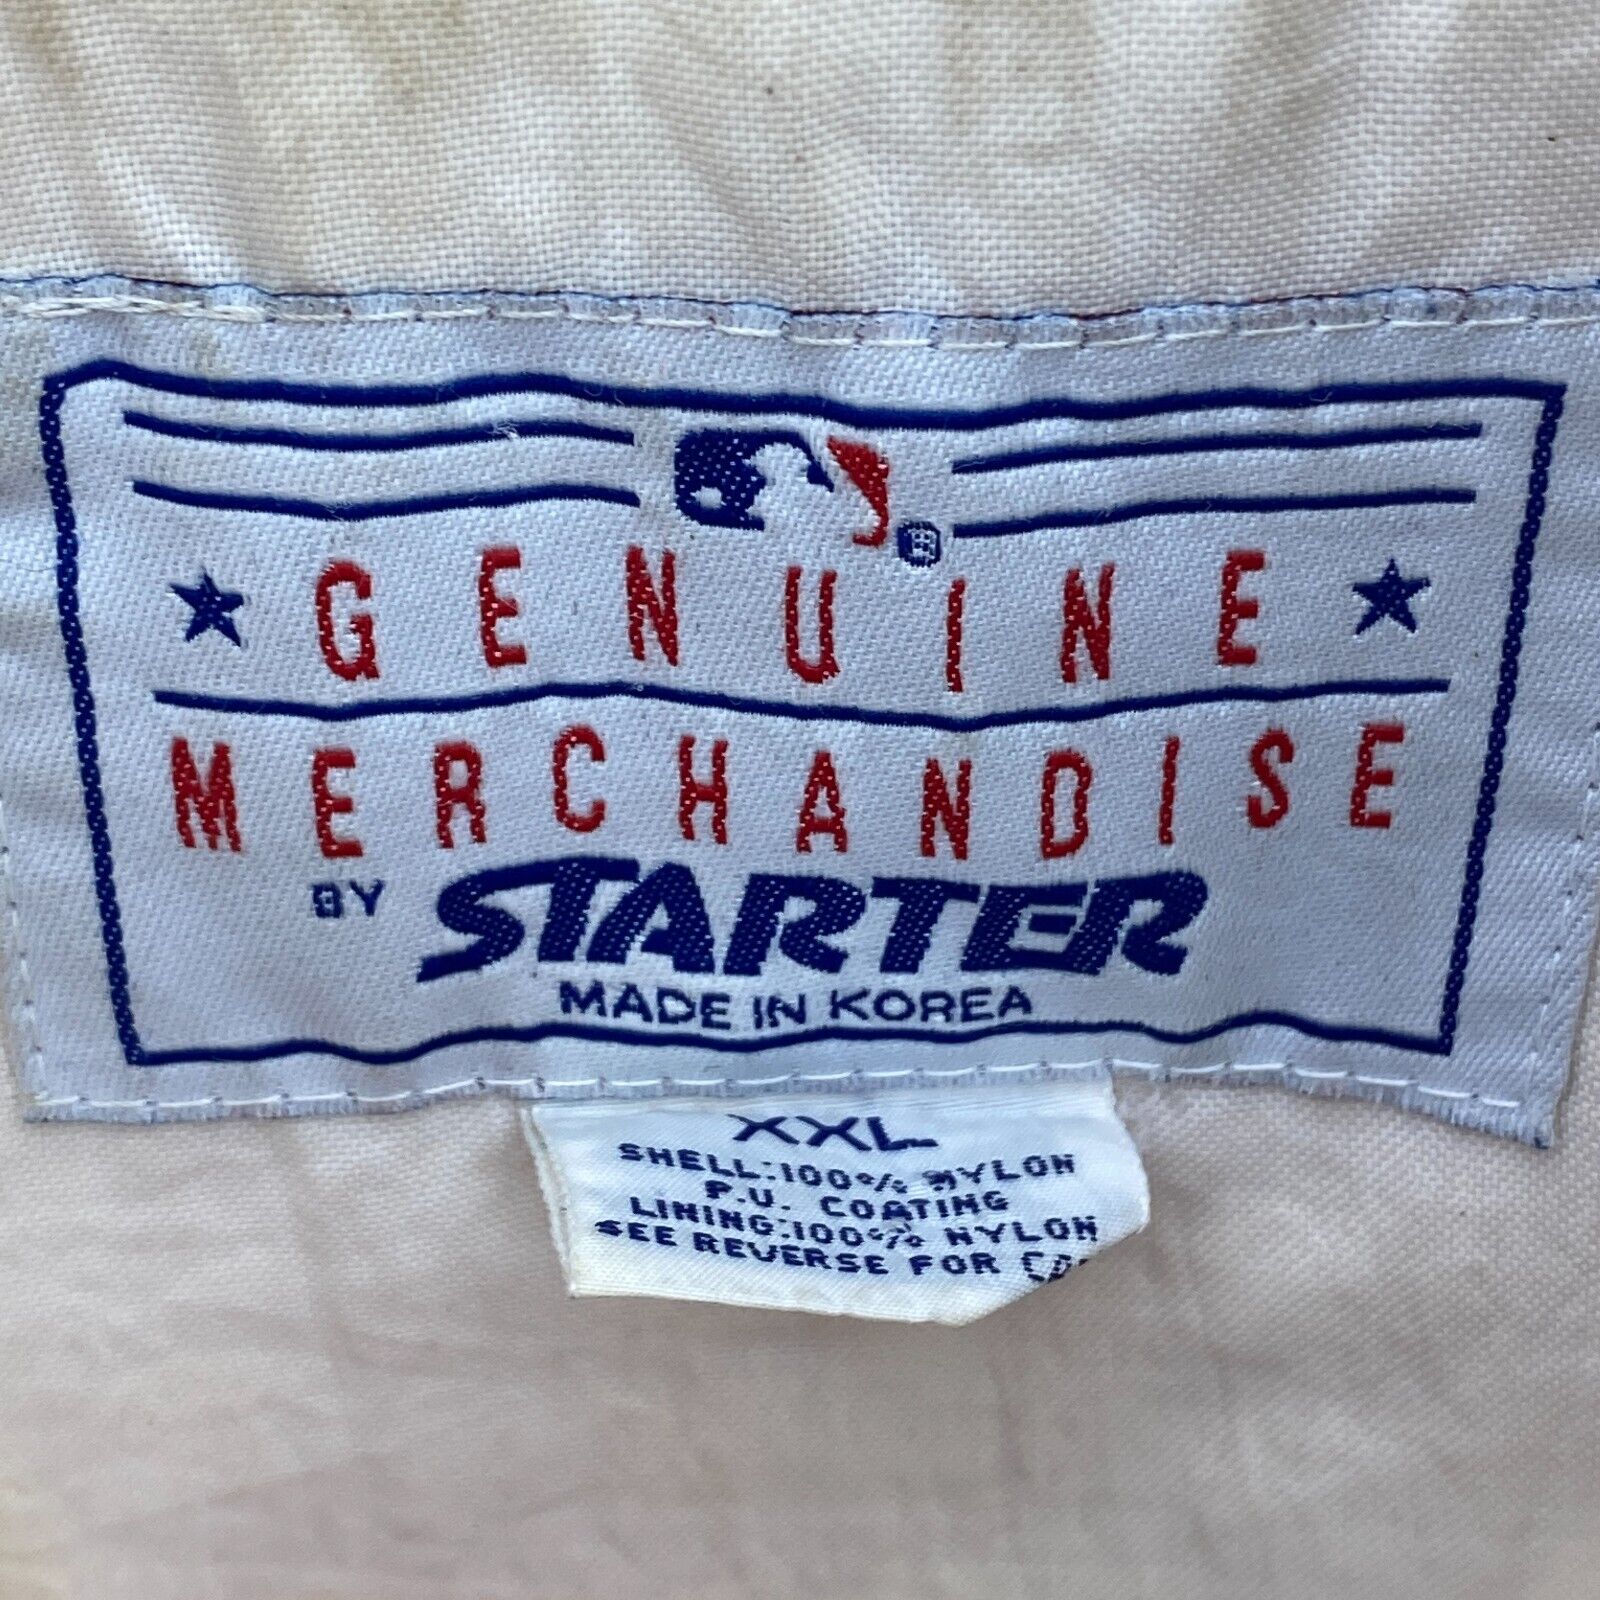 GENUINE
MERCHANDISE
BY STARTER
MADE IN KOREA
XXL
SHELL:100% NYLON
P.U. COATING
LINING:100% NYLON
SEE REVERSE FOR